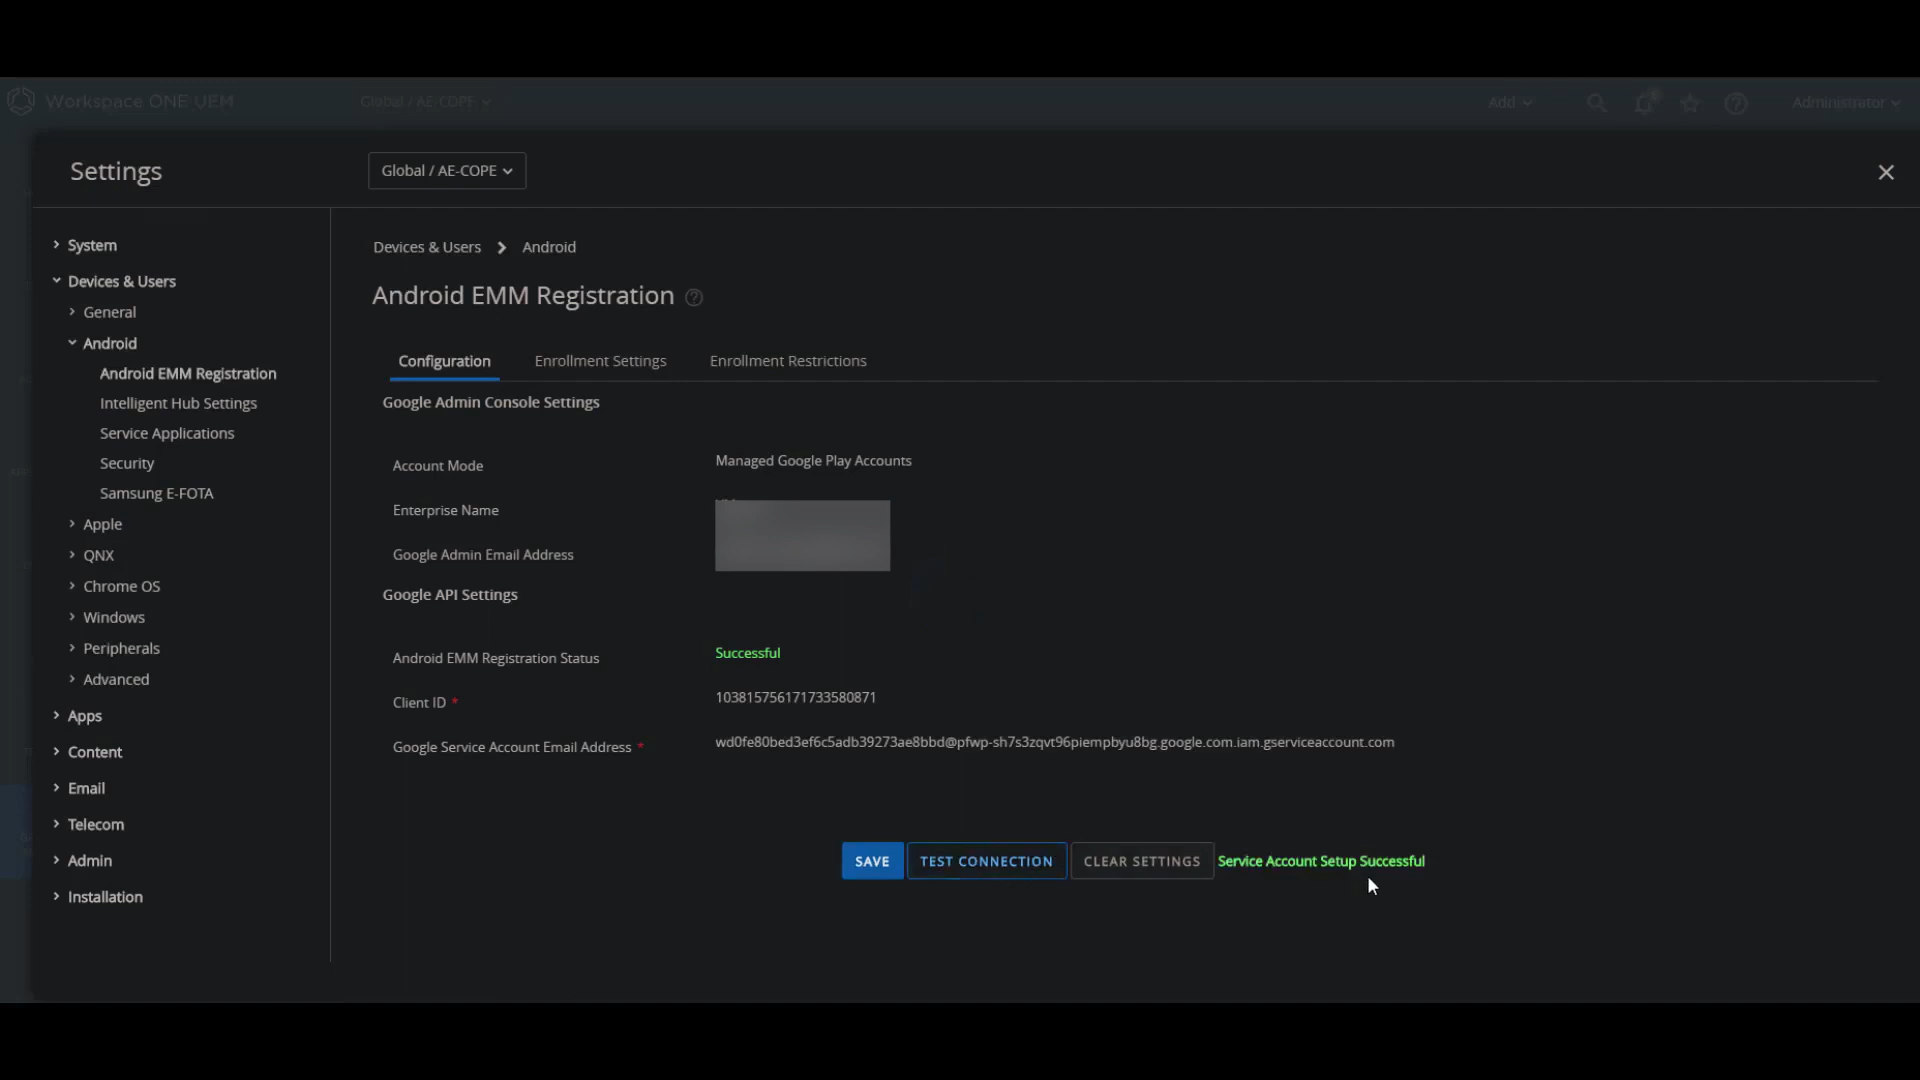 Workspace ONE UEM
Global / AE-COPE
Add
Administrator
Settings
Global / AE-COPE
System
Devices & Users
General
Android
Android EMM Registration
Intelligent Hub Settings
Service Applications
Security
Samsung E-FOTA
Apple
QNX
Chrome OS
Windows
Peripherals
Advanced
Apps
Content
Email
Telecom
Admin
Installation
Devices & Users > Android
Android EMM Registration
Configuration Enrollment Settings Enrollment Restrictions
Google Admin Console Settings
Account Mode Managed Google Play Accounts
Enterprise Name
Google Admin Email Address
Google API Settings
Android EMM Registration Status Successful
Client ID * 103815756171733580871
Google Service Account Email Address * wd0fe80bed3ef6c5adb39273ae8bbd@pfwp-sh7s3zqvt96piempbyu8bg.google.com.iam.gserviceaccount.com
SAVE TEST CONNECTION CLEAR SETTINGS Service Account Setup Successful